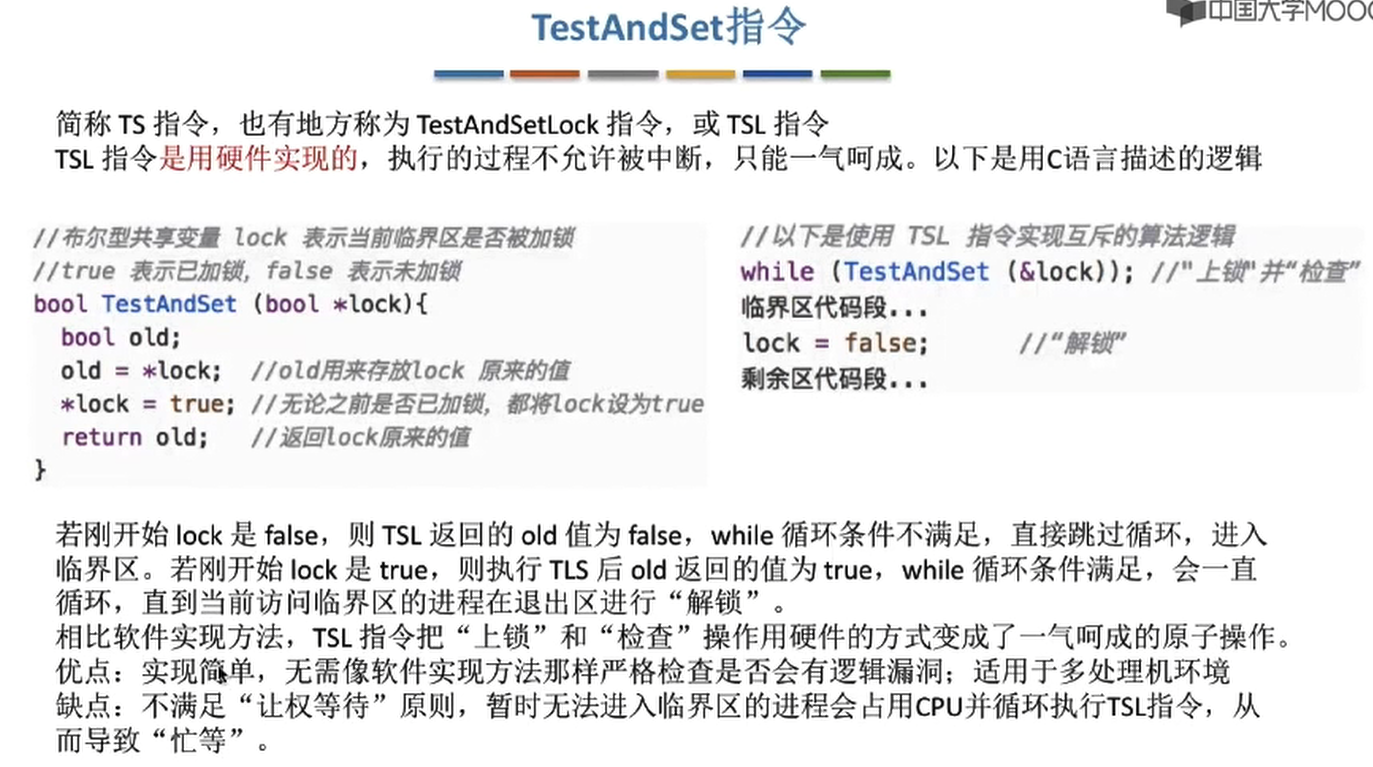 TestAndSet指令
中国大学MOOC
简称 TS 指令，也有地方称为 TestAndSetLock 指令，或 TSL 指令
TSL 指令是用硬件实现的，执行的过程不允许被中断，只能一气呵成。以下是用C语言描述的逻辑
//布尔型共享变量 lock 表示当前临界区是否被加锁
//true 表示已加锁，false 表示未加锁
bool TestAndSet (bool *lock){
bool old;
old = *lock; //old用来存放lock 原来的值
*lock = true; //无论之前是否已加锁，都将lock设为true
return old; //返回lock原来的值
}
//以下是使用 TSL 指令实现互斥的算法逻辑
while (TestAndSet (&lock)); //"上锁"并“检查”
临界区代码段...
lock = false; //“解锁”
剩余区代码段...
若刚开始 lock 是 false，则 TSL 返回的 old 值为 false，while 循环条件不满足，直接跳过循环，进入
临界区。若刚开始 lock 是 true，则执行 TLS 后 old 返回的值为 true，while 循环条件满足，会一直
循环，直到当前访问临界区的进程在退出区进行“解锁”。
相比软件实现方法，TSL 指令把“上锁”和“检查”操作用硬件的方式变成了一气呵成的原子操作。
优点：实现简单，无需像软件实现方法那样严格检查是否会有逻辑漏洞；适用于多处理机环境
缺点：不满足“让权等待”原则，暂时无法进入临界区的进程会占用CPU并循环执行TSL指令，从
而导致“忙等”。